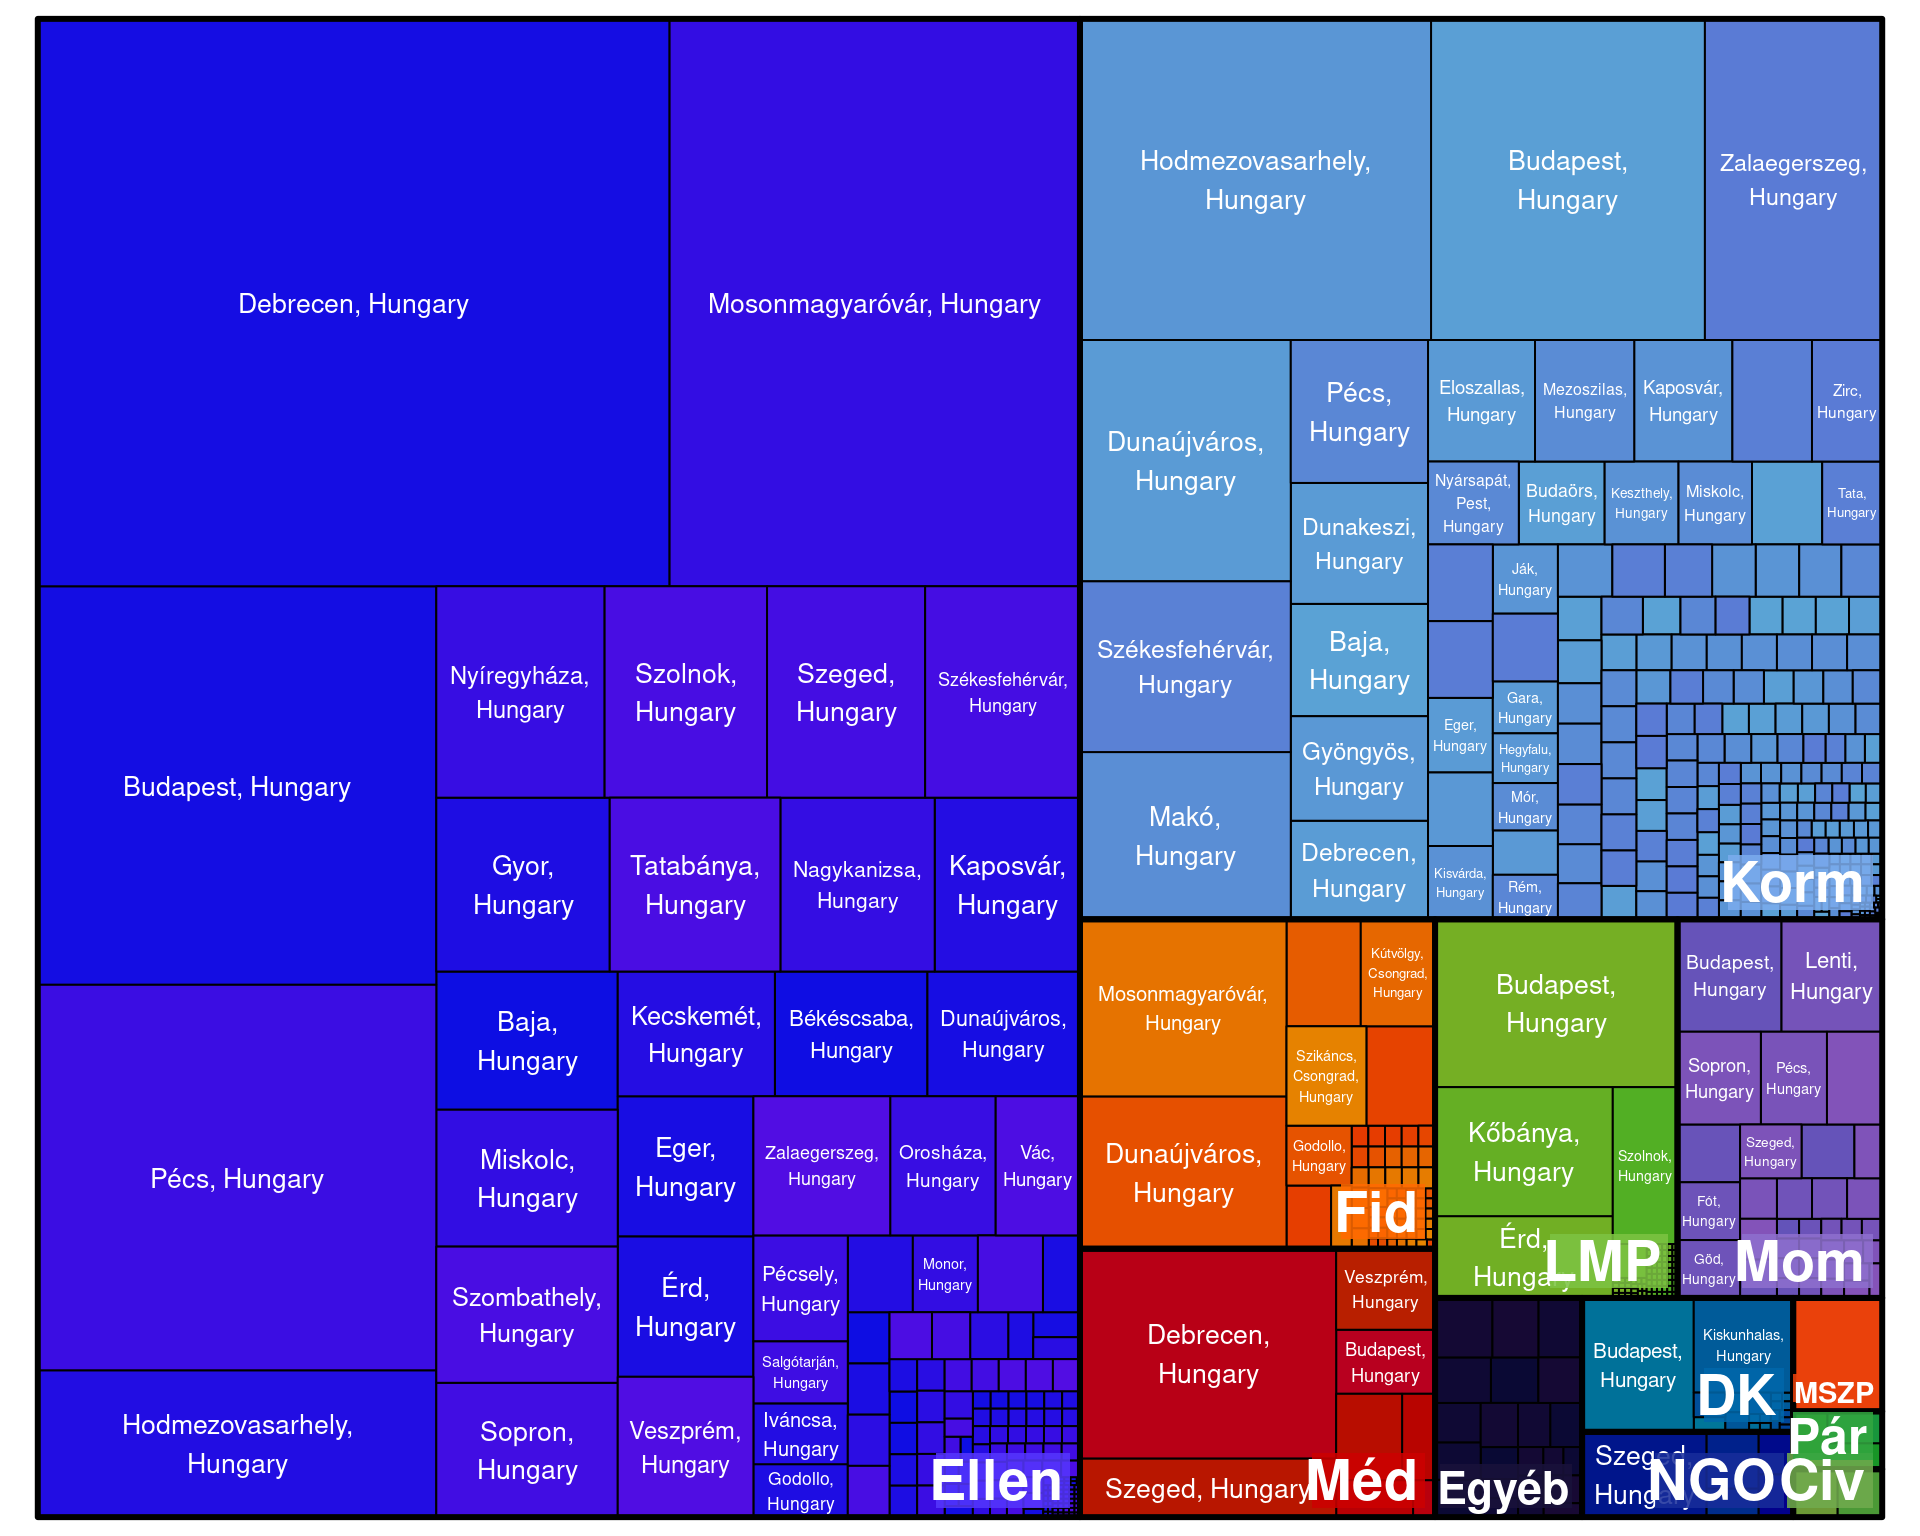 Debrecen, Hungary
Mosonmagyaróvár, Hungary
Budapest, Hungary
Pécs, Hungary
Hodmezovasarhely,
Hungary
Nyíregyháza,
Hungary
Szolnok,
Hungary
Szeged,
Hungary
Székesfehérvár,
Hungary
Gyor,
Hungary
Tatabánya,
Hungary
Nagykanizsa,
Hungary
Kaposvár,
Hungary
Baja,
Hungary
Kecskemét,
Hungary
Békéscsaba,
Hungary
Dunaújváros,
Hungary
Miskolc,
Hungary
Eger,
Hungary
Zalaegerszeg,
Hungary
Orosháza,
Hungary
Vác,
Hungary
Szombathely,
Hungary
Érd,
Hungary
Pécsely,
Hungary
Monor,
Hungary
Salgótarján,
Hungary
Sopron,
Hungary
Veszprém,
Hungary
Iváncsa,
Hungary
Godollo,
Hungary
Ellen
Hodmezovasarhely,
Hungary
Budapest,
Hungary
Zalaegerszeg,
Hungary
Dunaújváros,
Hungary
Pécs,
Hungary
Eloszallas,
Hungary
Mezoszilas,
Hungary
Kaposvár,
Hungary
Zirc,
Hungary
Nyársapát,
Pest,
Hungary
Budaörs,
Hungary
Keszthely,
Hungary
Miskolc,
Hungary
Tata,
Hungary
Dunakeszi,
Hungary
Ják,
Hungary
Székesfehérvár,
Hungary
Baja,
Hungary
Gara,
Hungary
Eger,
Hungary
Hegyfalu,
Hungary
Gyöngyös,
Hungary
Mór,
Hungary
Makó,
Hungary
Debrecen,
Hungary
Kisvárda,
Hungary
Rém,
Hungary
Korm
Mosonmagyaróvár,
Hungary
Kútvölgy,
Csongrad,
Hungary
Szikáncs,
Csongrad,
Hungary
Dunaújváros,
Hungary
Godollo,
Hungary
Fid
Budapest,
Hungary
Kőbánya,
Hungary
Szolnok,
Hungary
Érd,
Hungary
LMP
Budapest,
Hungary
Lenti,
Hungary
Sopron,
Hungary
Pécs,
Hungary
Szeged,
Hungary
Fót,
Hungary
Göd,
Hungary
Mom
Debrecen,
Hungary
Veszprém,
Hungary
Budapest,
Hungary
Szeged, Hungary
Méd
Egyéb
Budapest,
Hungary
Kiskunhalas,
Hungary
DK
MSZP
Pár
Szeged,
Hungary
NGO
Civ